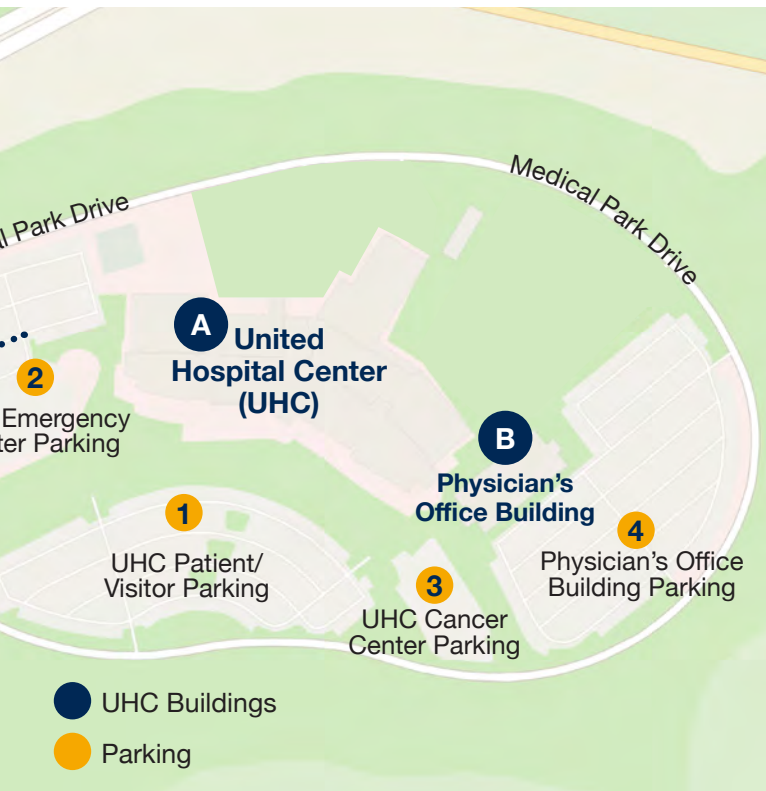 Medical Park Drive
Park Drive
A
United
Hospital Center
(UHC)
2
Emergency
Parking
B
Physician's
Office Building
1
UHC Patient/
Visitor Parking
4
Physician's Office
Building Parking
3
UHC Cancer
Center Parking
UHC Buildings
Parking